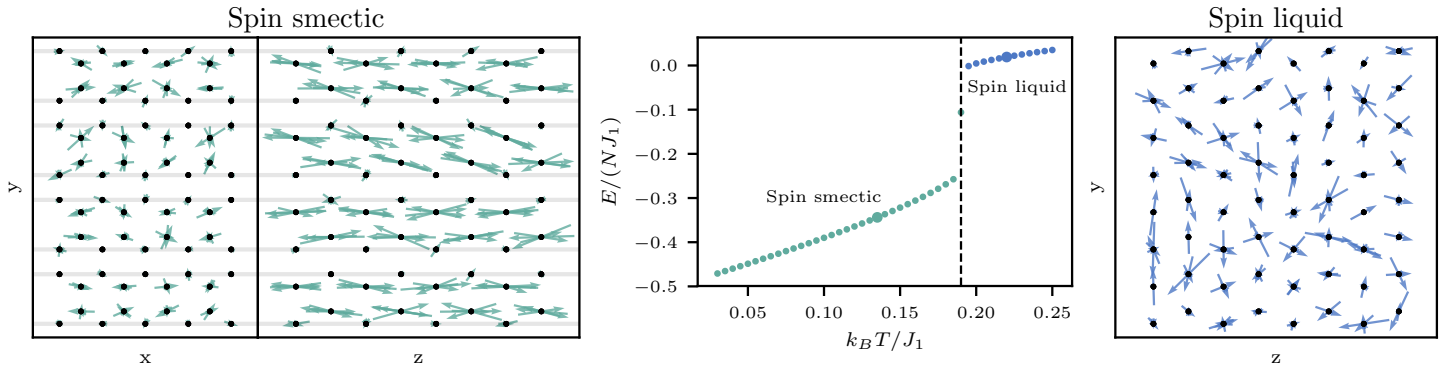 Spin smectic
y
x
z
E/(NJ₁)
0.0
−0.1
−0.2
−0.3
−0.4
−0.5
Spin liquid
Spin smectic
0.05
0.10
0.15
0.20
0.25
k_BT/J₁
Spin liquid
y
z